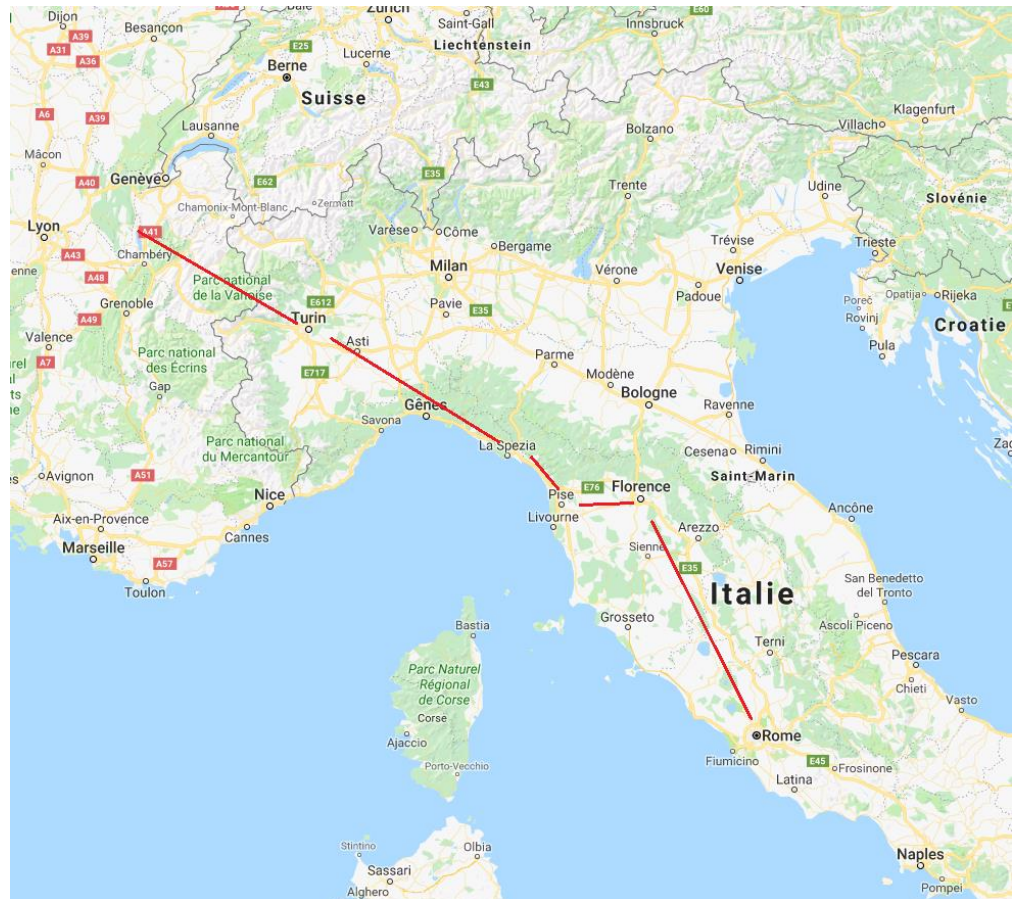 Dijon
Besançon
Bâle
Zurich
Saint-Gall
Liechtenstein
Innsbruck
E60
A39
A31
A36
E25
Lucerne
Berne
Suisse
E43
A6
A39
Lausanne
Bolzano
Klagenfurt
Villach
Mâcon
A40
Genève
E62
E35
Trente
Udine
Slovénie
Chamonix-Mont-Blanc
Zermatt
Lyon
A41
A43
Chambéry
Varèse
Côme
Bergame
Trévise
Trieste
enne
A48
Parc national
de la Vanoise
Milan
Vérone
Venise
Padoue
Grenoble
E612
Pavie
E35
Poreč
Rovinj
Opatija
Rijeka
A49
Turin
Croatie
Valence
A7
Parc national
des Écrins
Asti
Parme
Pula
rel
ts
ne
E717
Modène
Gap
Bologne
Gênes
Ravenne
Savona
Parc national
du Mercantour
La Spezia
Cesena
Rimini
Zag
Avignon
A51
Saint-Marin
Nice
E76
Florence
Pise
Aix-en-Provence
Cannes
Livourne
Arezzo
Ancône
Marseille
A57
Sienne
Toulon
E35
San Benedetto
del Tronto
Italie
Grosseto
Ascoli Piceno
Bastia
Terni
Parc Naturel
Régional
de Corse
Pescara
Chieti
Vasto
Corse
Ajaccio
Rome
Porto-Vecchio
Fiumicino
E45
Frosinone
Latina
Stintino
Olbia
Naples
Sassari
Alghero
Pompei